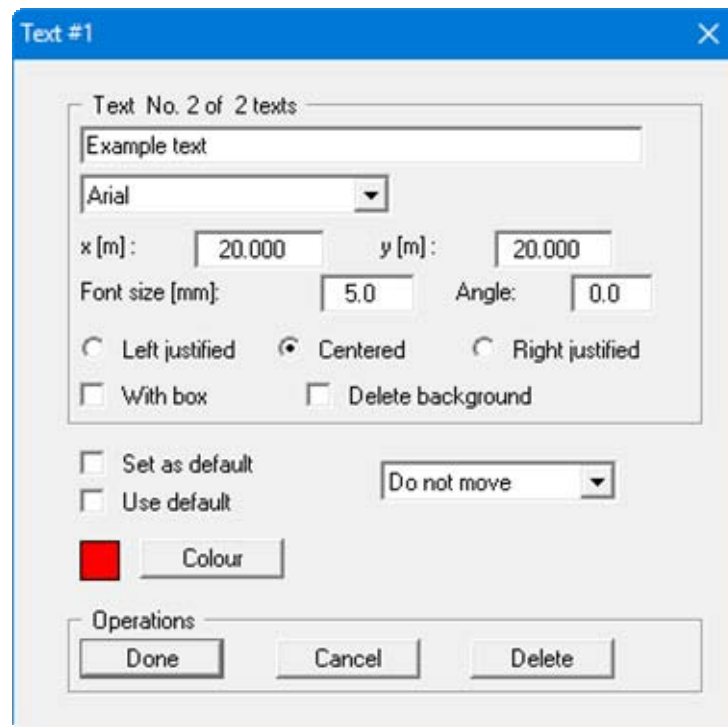 Text #1
Text No. 2 of 2 texts
Example text
Arial
x [m] : 20.000 y [m] : 20.000
Font size [mm]: 5.0 Angle: 0.0
Left justified Centered Right justified
With box Delete background
Set as default
Do not move
Use default
Colour
Operations
Done Cancel Delete